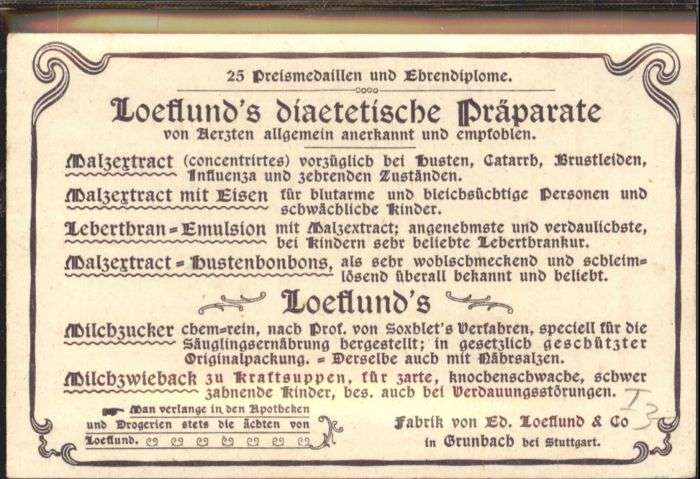 25 Preismedaillen und Ehrendiplome.
Loeflund's diaetetische Präparate
von Aerzten allgemein anerkannt und empfohlen.
Malzextract (concentrirtes) vorzüglich bei Husten, Catarrh, Brustleiden,
Influenza und zehrenden Zuständen.
Malzextract mit Eisen für blutarme und bleichsüchtige Personen und
schwächliche Kinder.
Leberthran=Emulsion mit Malzextract; angenehmste und verdaulichste,
bei Kindern sehr beliebte Leberthrankur.
Malzextract=Hustenbonbons, als sehr wohlschmeckend und schleim=
lösend überall bekannt und beliebt.
Loeflund's
Milchzucker chem=rein, nach Prof. von Soxhlet's Verfahren, speciell für die
Säuglingsernährung hergestellt; in gesetzlich geschützter
Originalpackung. = Derselbe auch mit Nährsalzen.
Milchzwieback zu Kraftsuppen, für zarte, knochenschwache, schwer
zahnende Kinder, bes. auch bei Verdauungsstörungen.
Man verlange in den Apotheken
und Drogerien stets die ächten von
Loeflund.
Fabrik von Ed. Loeflund & Co
in Grunbach bei Stuttgart.